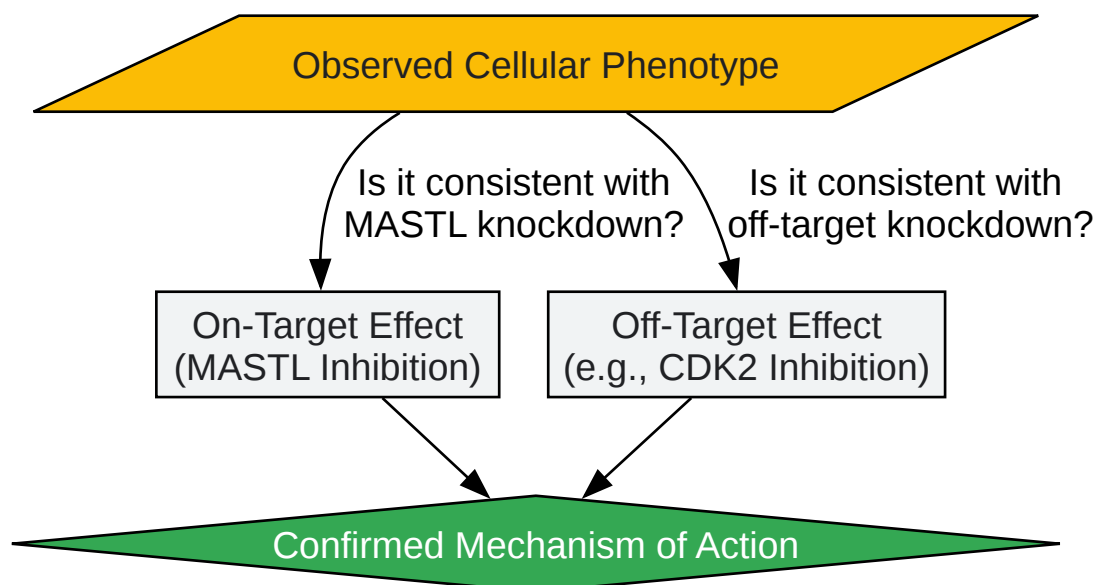 Observed Cellular Phenotype
Is it consistent with
MASTL knockdown?
Is it consistent with
off-target knockdown?
On-Target Effect
(MASTL Inhibition)
Off-Target Effect
(e.g., CDK2 Inhibition)
Confirmed Mechanism of Action